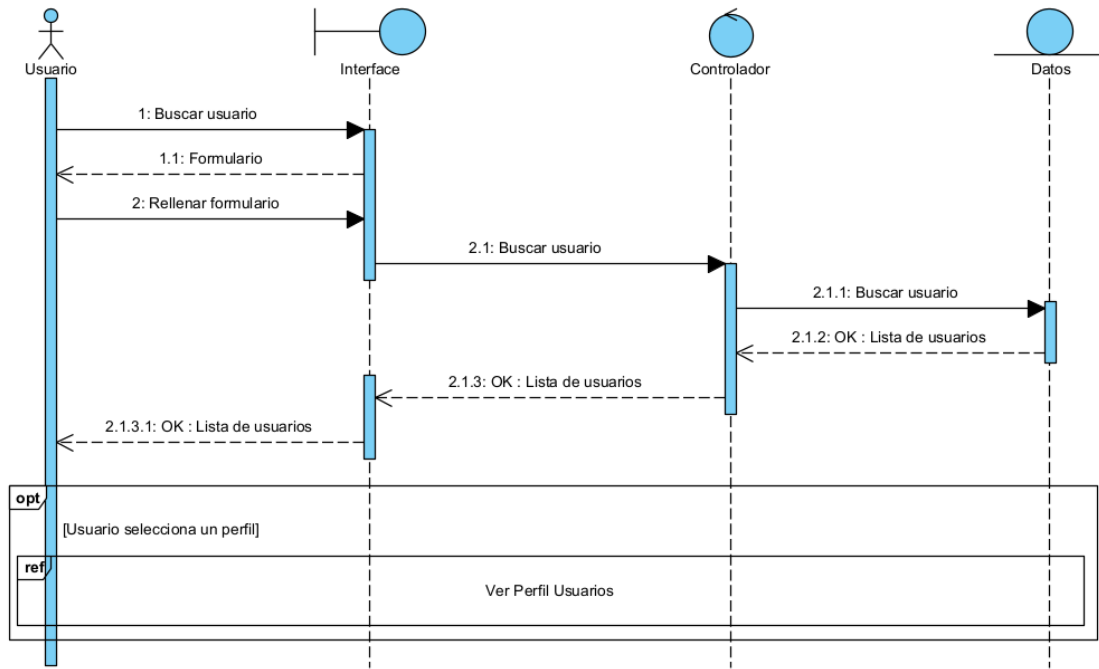 Usuario
Interface
Controlador
Datos
1: Buscar usuario
1.1: Formulario
2: Rellenar formulario
2.1: Buscar usuario
2.1.1: Buscar usuario
2.1.2: OK : Lista de usuarios
2.1.3: OK : Lista de usuarios
2.1.3.1: OK : Lista de usuarios
opt
[Usuario selecciona un perfil]
ref
Ver Perfil Usuarios